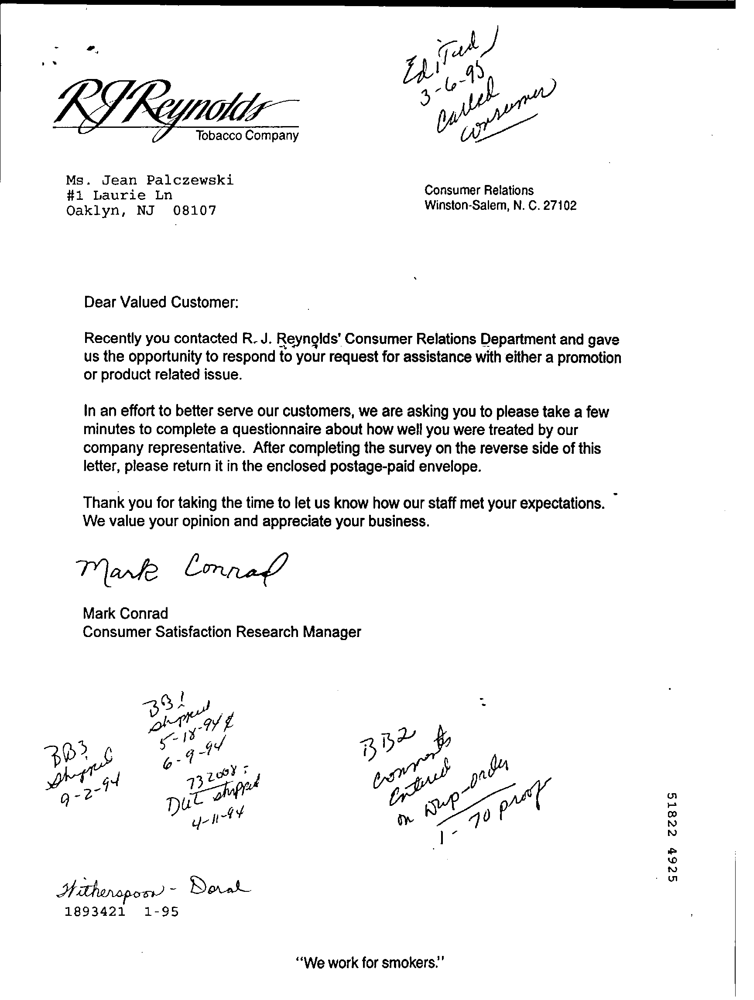 RJReynolds
Tobacco Company
Edited
3-6-95
Called
Consumer
Ms. Jean Palczewski
#1 Laurie Ln
Oaklyn, NJ 08107
Consumer Relations
Winston-Salem, N. C. 27102
Dear Valued Customer:
Recently you contacted R. J. Reynolds' Consumer Relations Department and gave
us the opportunity to respond to your request for assistance with either a promotion
or product related issue.
In an effort to better serve our customers, we are asking you to please take a few
minutes to complete a questionnaire about how well you were treated by our
company representative. After completing the survey on the reverse side of this
letter, please return it in the enclosed postage-paid envelope.
Thank you for taking the time to let us know how our staff met your expectations.
We value your opinion and appreciate your business.
Mark Conrad
Mark Conrad
Consumer Satisfaction Research Manager
BB3
Shipped
9-2-94
BB1
shipped
5-18-94 &
6-9-94
732008:
shipped
4-11-94
BB2
Comments
Entered
on
1-70 proof
51822 4925
Witherspoon - Doral
1893421 1-95
"We work for smokers."